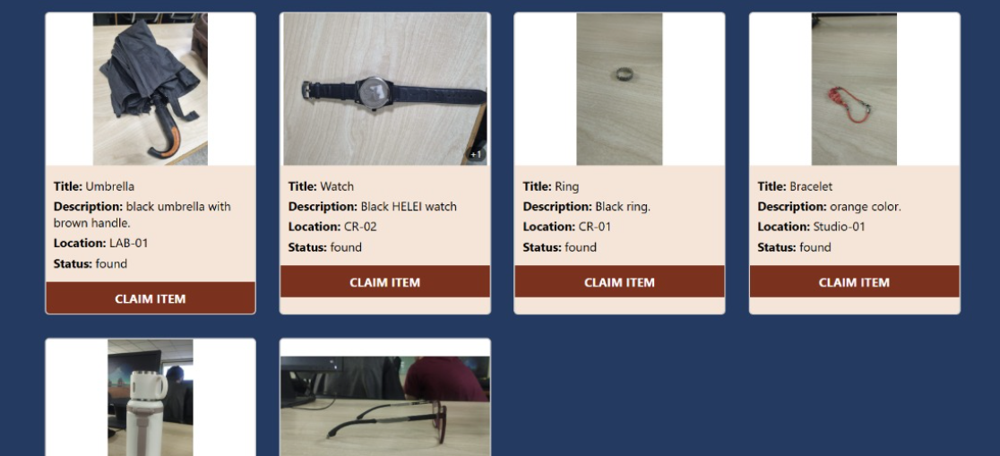 Title: Umbrella
Description: black umbrella with
brown handle.
Location: LAB-01
Status: found
CLAIM ITEM
+1
Title: Watch
Description: Black HELEI watch
Location: CR-02
Status: found
CLAIM ITEM
Title: Ring
Description: Black ring.
Location: CR-01
Status: found
CLAIM ITEM
Title: Bracelet
Description: orange color.
Location: Studio-01
Status: found
CLAIM ITEM